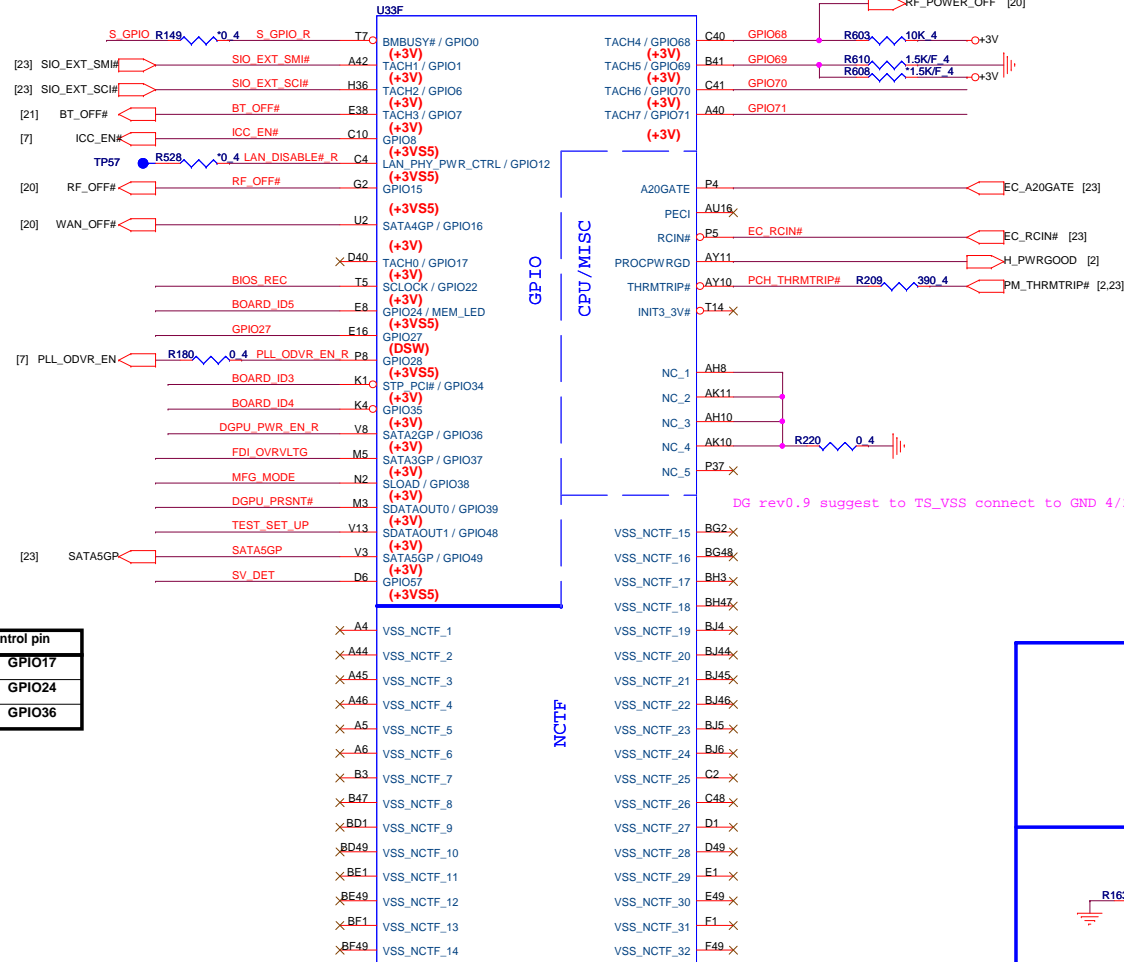 RF_POWER_OFF [20]
U33F
S_GPIO R149 *0_4 S_GPIO_R T7 BMBUSY# / GPIO0
(+3V)
[23] SIO_EXT_SMI# SIO_EXT_SMI# A42 TACH1 / GPIO1
(+3V)
[23] SIO_EXT_SCI# SIO_EXT_SCI# H36 TACH2 / GPIO6
(+3V)
[21] BT_OFF# BT_OFF# E38 TACH3 / GPIO7
(+3V)
[7] ICC_EN# ICC_EN# C10 GPIO8
(+3VS5)
TP57 R528 *0_4 LAN_DISABLE#_R C4 LAN_PHY_PWR_CTRL / GPIO12
(+3VS5)
[20] RF_OFF# RF_OFF# G2 GPIO15
(+3VS5)
[20] WAN_OFF# U2 SATA4GP / GPIO16
(+3V)
D40 TACH0 / GPIO17
(+3V)
BIOS_REC T5 SCLOCK / GPIO22
(+3V)
BOARD_ID5 E8 GPIO24 / MEM_LED
(+3VS5)
GPIO27 E16 GPIO27
(DSW)
[7] PLL_ODVR_EN R180 0_4 PLL_ODVR_EN_R P8 GPIO28
(+3VS5)
BOARD_ID3 K1 STP_PCI# / GPIO34
(+3V)
BOARD_ID4 K4 GPIO35
(+3V)
DGPU_PWR_EN_R V8 SATA2GP / GPIO36
(+3V)
FDI_OVRVLTG M5 SATA3GP / GPIO37
(+3V)
MFG_MODE N2 SLOAD / GPIO38
(+3V)
DGPU_PRSNT# M3 SDATAOUT0 / GPIO39
(+3V)
TEST_SET_UP V13 SDATAOUT1 / GPIO48
(+3V)
[23] SATA5GP SATA5GP V3 SATA5GP / GPIO49
(+3V)
SV_DET D6 GPIO57
(+3VS5)
GPIO
CPU/MISC
TACH4 / GPIO68 C40 GPIO68 R603 10K_4 +3V
(+3V)
TACH5 / GPIO69 B41 GPIO69 R610 1.5K/F_4
R608 *1.5K/F_4 +3V
(+3V)
TACH6 / GPIO70 C41 GPIO70
(+3V)
TACH7 / GPIO71 A40 GPIO71
(+3V)
A20GATE P4 EC_A20GATE [23]
PECI AU16
RCIN# P5 EC_RCIN# EC_RCIN# [23]
PROCPWRGD AY11 H_PWRGOOD [2]
THRMTRIP# AY10 PCH_THRMTRIP# R209 390_4 PM_THRMTRIP# [2,23]
INIT3_3V# T14
NC_1 AH8
NC_2 AK11
NC_3 AH10
NC_4 AK10 R220 0_4
NC_5 P37
DG rev0.9 suggest to TS_VSS connect to GND 4/
ntrol pin
GPIO17
GPIO24
GPIO36
NCTF
A4 VSS_NCTF_1
A44 VSS_NCTF_2
A45 VSS_NCTF_3
A46 VSS_NCTF_4
A5 VSS_NCTF_5
A6 VSS_NCTF_6
B3 VSS_NCTF_7
B47 VSS_NCTF_8
BD1 VSS_NCTF_9
BD49 VSS_NCTF_10
BE1 VSS_NCTF_11
BE49 VSS_NCTF_12
BF1 VSS_NCTF_13
BF49 VSS_NCTF_14
VSS_NCTF_15 BG2
VSS_NCTF_16 BG48
VSS_NCTF_17 BH3
VSS_NCTF_18 BH47
VSS_NCTF_19 BJ4
VSS_NCTF_20 BJ44
VSS_NCTF_21 BJ45
VSS_NCTF_22 BJ46
VSS_NCTF_23 BJ5
VSS_NCTF_24 BJ6
VSS_NCTF_25 C2
VSS_NCTF_26 C48
VSS_NCTF_27 D1
VSS_NCTF_28 D49
VSS_NCTF_29 E1
VSS_NCTF_30 E49
VSS_NCTF_31 F1
VSS_NCTF_32 F49
R163